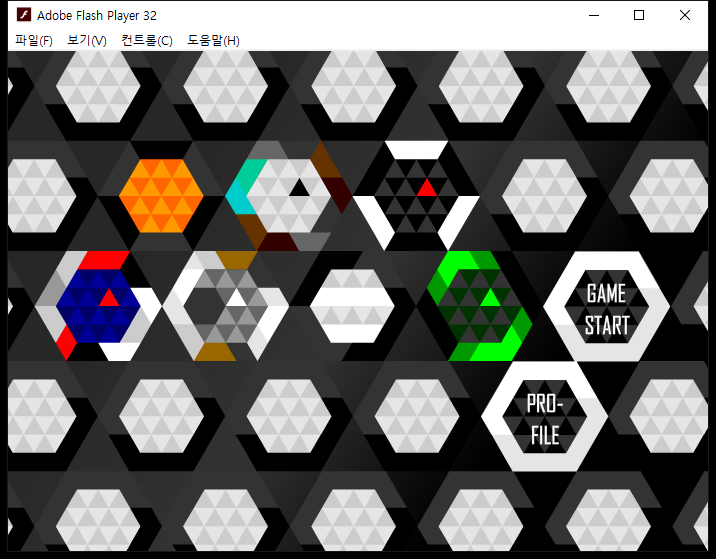 Adobe Flash Player 32
파일(F) 보기(V) 컨트롤(C) 도움말(H)
GAME
START
PRO-
FILE